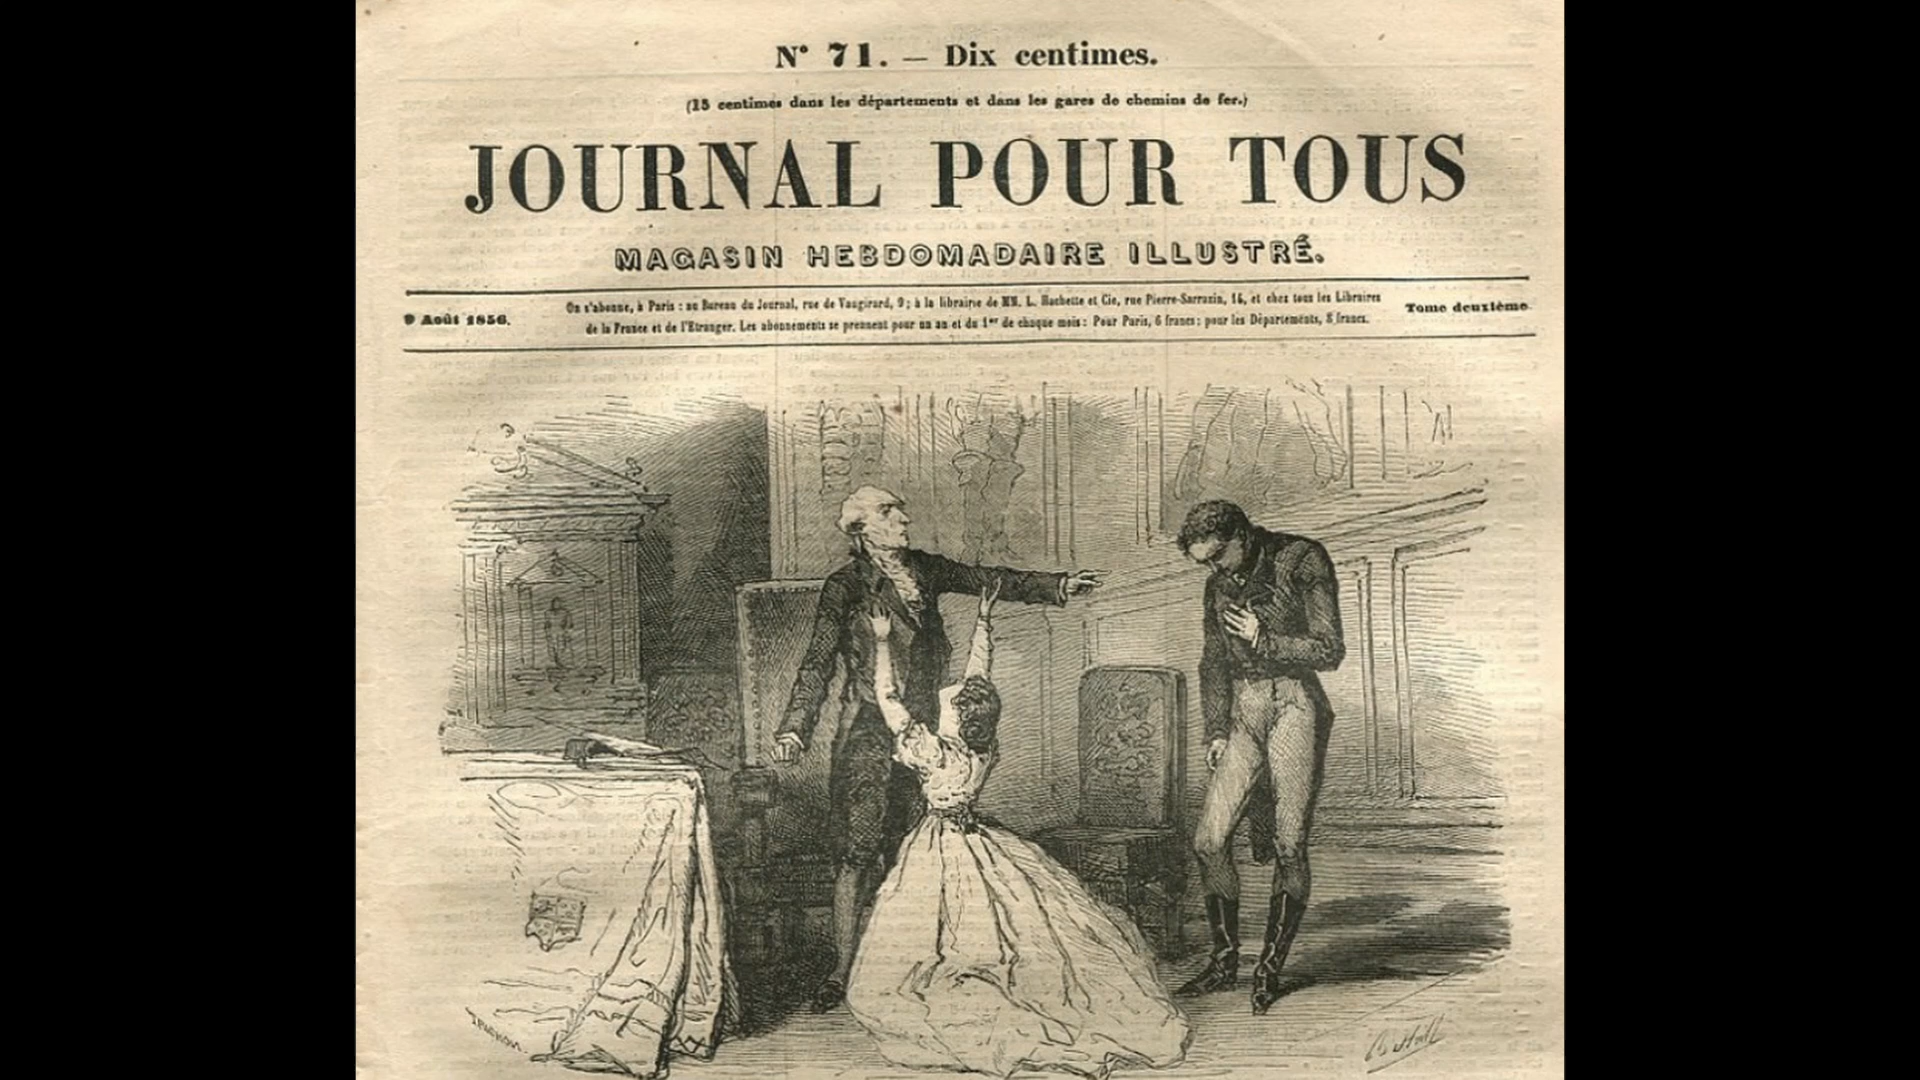 N° 71. — Dix centimes.
(15 centimes dans les départements et dans les gares de chemins de fer.)
JOURNAL POUR TOUS
MAGASIN HEBDOMADAIRE ILLUSTRÉ.
9 Août 1856.
On s'abonne, à Paris : au Bureau du Journal, rue de Vaugirard, 9 ; à la librairie de MM. L. Hachette et Cie, rue Pierre-Sarrazin, 14, et chez tous les Libraires
de la France et de l'Etranger. Les abonnements se prennent pour un an et du 1er de chaque mois : Pour Paris, 6 francs ; pour les Départements, 8 francs.
Tome deuxième